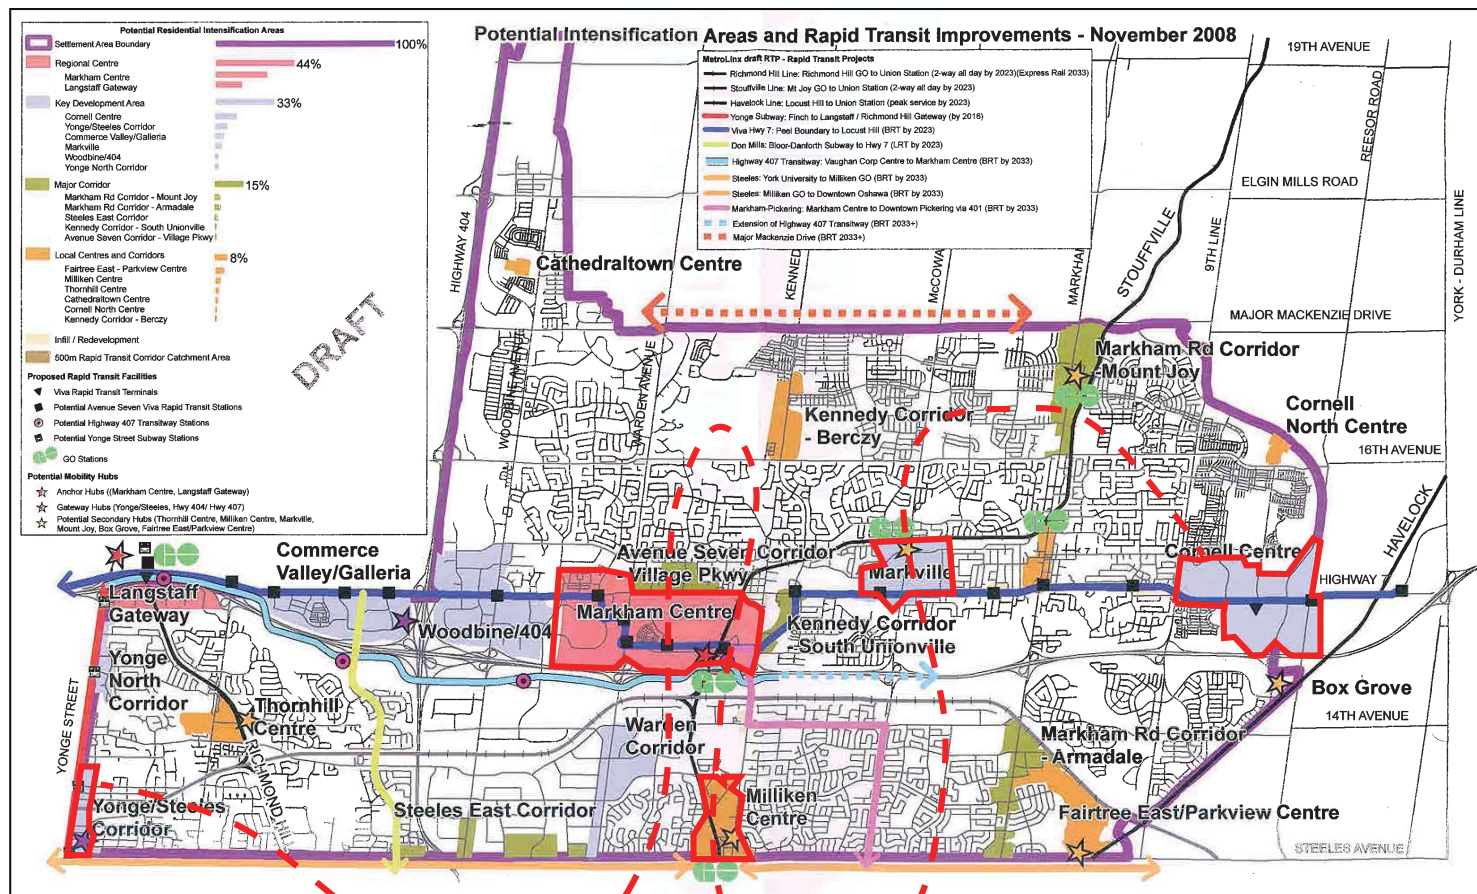 Potential Intensification Areas and Rapid Transit Improvements - November 2008
Potential Residential Intensification Areas
Settlement Area Boundary 100%
Regional Centre 44%
Markham Centre
Langstaff Gateway
Key Development Area 33%
Cornell Centre
Yonge/Steeles Corridor
Commerce Valley/Galleria
Markville
Woodbine/404
Yonge North Corridor
Major Corridor 15%
Markham Rd Corridor - Mount Joy
Markham Rd Corridor - Armadale
Steeles East Corridor
Kennedy Corridor - South Unionville
Avenue Seven Corridor - Village Pkwy
Local Centres and Corridors 8%
Fairtree East - Parkview Centre
Milliken Centre
Thornhill Centre
Cathedraltown Centre
Cornell North Centre
Kennedy Corridor - Berczy
Infill / Redevelopment
500m Rapid Transit Corridor Catchment Area
Proposed Rapid Transit Facilities
Viva Rapid Transit Terminals
Potential Avenue Seven Viva Rapid Transit Stations
Potential Highway 407 Transitway Stations
Potential Yonge Street Subway Stations
GO Stations
Potential Mobility Hubs
Anchor Hubs ((Markham Centre, Langstaff Gateway)
Gateway Hubs (Yonge/Steeles, Hwy 404/ Hwy 407)
Potential Secondary Hubs (Thornhill Centre, Milliken Centre, Markville,
Mount Joy, Box Grove, Fairtree East/Parkview Centre)
DRAFT
MetroLinx draft RTP - Rapid Transit Projects
Richmond Hill Line: Richmond Hill GO to Union Station (2-way all day by 2023)(Express Rail 2033)
Stouffville Line: Mt Joy GO to Union Station (2-way all day by 2023)
Havelock Line: Locust Hill to Union Station (peak service by 2023)
Yonge Subway: Finch to Langstaff / Richmond Hill Gateway (by 2016)
Viva Hwy 7: Peel Boundary to Locust Hill (BRT by 2023)
Don Mills: Bloor-Danforth Subway to Hwy 7 (LRT by 2023)
Highway 407 Transitway: Vaughan Corp Centre to Markham Centre (BRT by 2033)
Steeles: York University to Milliken GO (BRT by 2033)
Steeles: Milliken GO to Downtown Oshawa (BRT by 2033)
Markham-Pickering: Markham Centre to Downtown Pickering via 401 (BRT by 2033)
Extension of Highway 407 Transitway (BRT 2033+)
Major Mackenzie Drive (BRT 2033+)
19TH AVENUE
REESOR ROAD
ELGIN MILLS ROAD
YORK - DURHAM LINE
9TH LINE
STOUFFVILLE
HIGHWAY 404
KENNED
McCOWA
MARKHAM
Cathedraltown Centre
MAJOR MACKENZIE DRIVE
WOODBINE AVENUE
WARDEN AVENUE
Markham Rd Corridor
-Mount Joy
Kennedy Corridor
- Berczy
Cornell
North Centre
16TH AVENUE
HAVELOCK
Commerce
Valley/Galleria
Avenue Seven Corridor
- Village Pkwy
Markville
Cornell Centre
HIGHWAY 7
Langstaff
Gateway
Markham Centre
Woodbine/404
Kennedy Corridor
- South Unionville
Yonge
North
Corridor
YONGE STREET
Thornhill
Centre
RICHMOND HILL
Warden
Corridor
Box Grove
14TH AVENUE
Markham Rd Corridor
- Armadale
Yonge/Steeles
Corridor
Steeles East Corridor
Milliken
Centre
Fairtree East/Parkview Centre
STEELES AVENUE